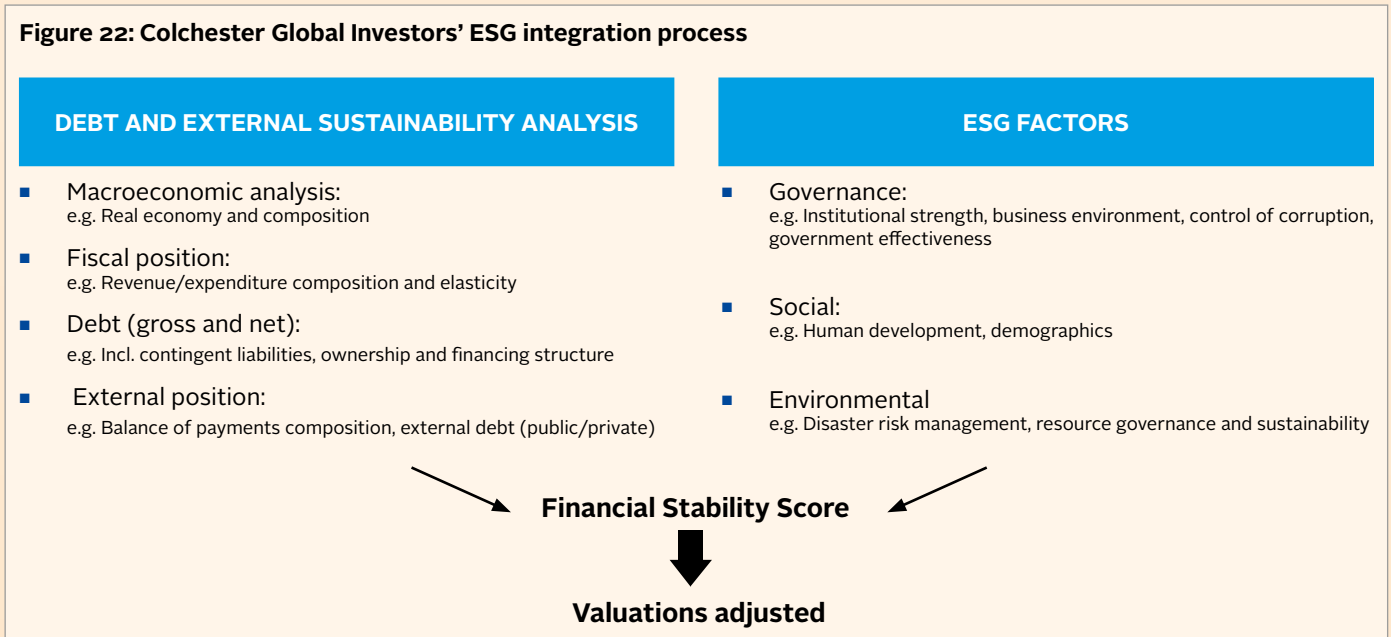 Figure 22: Colchester Global Investors’ ESG integration process
DEBT AND EXTERNAL SUSTAINABILITY ANALYSIS
■ Macroeconomic analysis:
e.g. Real economy and composition
■ Fiscal position:
e.g. Revenue/expenditure composition and elasticity
■ Debt (gross and net):
e.g. Incl. contingent liabilities, ownership and financing structure
■ External position:
e.g. Balance of payments composition, external debt (public/private)
ESG FACTORS
■ Governance:
e.g. Institutional strength, business environment, control of corruption,
government effectiveness
■ Social:
e.g. Human development, demographics
■ Environmental
e.g. Disaster risk management, resource governance and sustainability
Financial Stability Score
Valuations adjusted